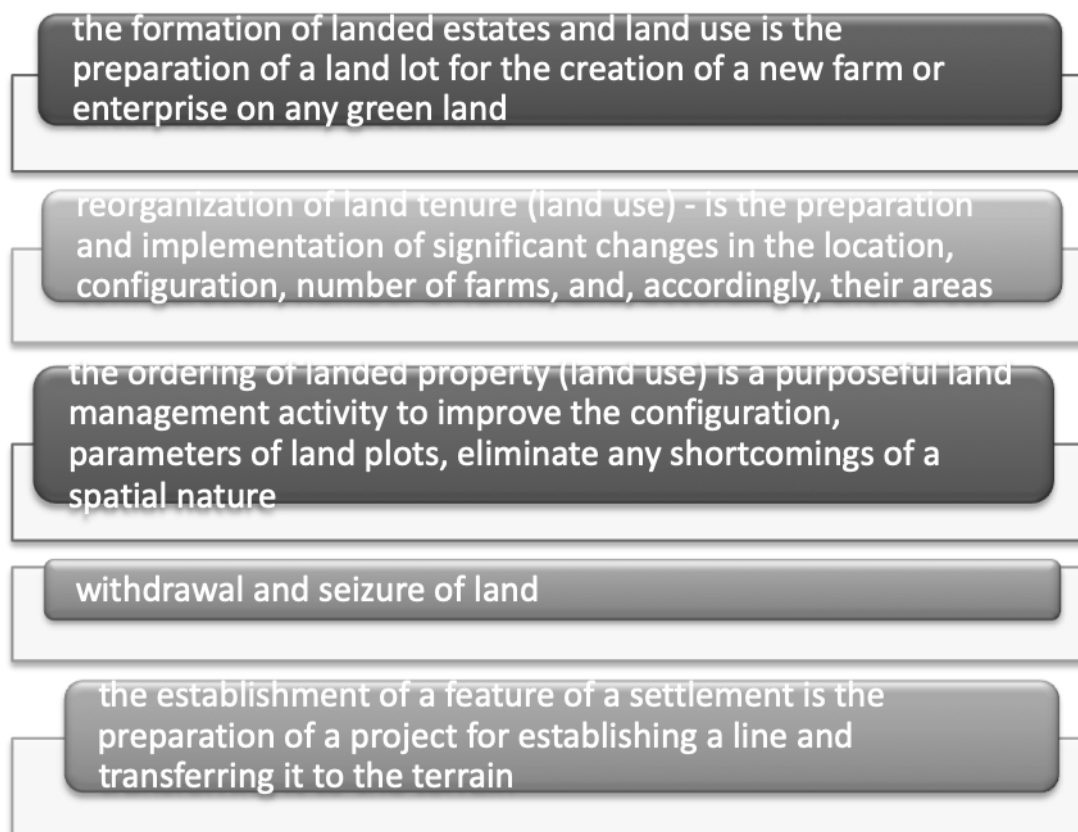 the formation of landed estates and land use is the
preparation of a land lot for the creation of a new farm or
enterprise on any green land
reorganization of land tenure (land use) - is the preparation
and implementation of significant changes in the location,
configuration, number of farms, and, accordingly, their areas
the ordering of landed property (land use) is a purposeful land
management activity to improve the configuration,
parameters of land plots, eliminate any shortcomings of a
spatial nature
withdrawal and seizure of land
the establishment of a feature of a settlement is the
preparation of a project for establishing a line and
transferring it to the terrain